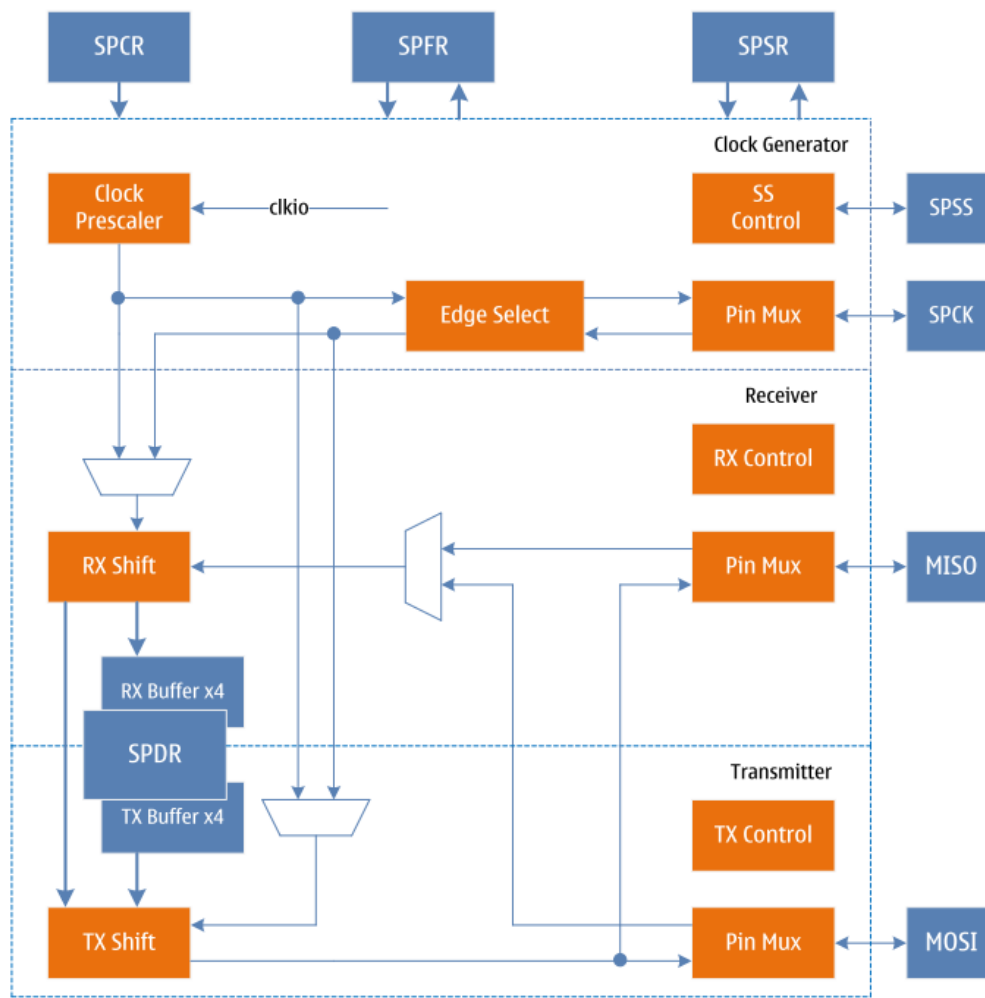 SPCR
SPFR
SPSR
Clock Generator
Clock
Prescaler
clkio
SS
Control
SPSS
Edge Select
Pin Mux
SPCK
Receiver
RX Control
RX Shift
Pin Mux
MISO
RX Buffer x4
SPDR
TX Buffer x4
Transmitter
TX Control
TX Shift
Pin Mux
MOSI